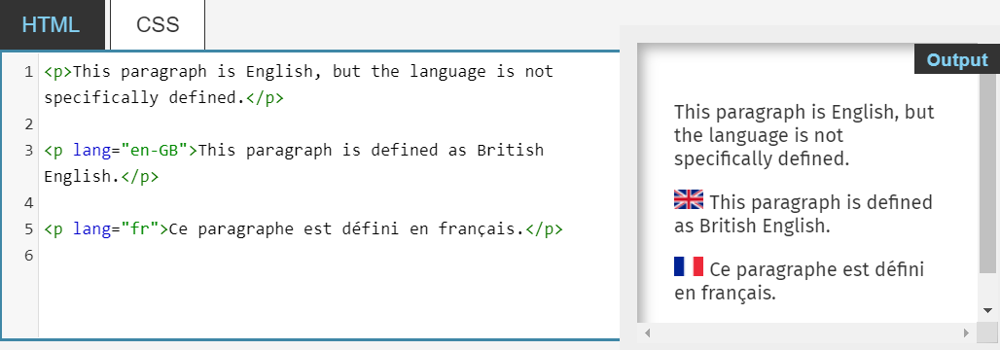 HTML CSS
1 <p>This paragraph is English, but the language is not
specifically defined.</p>
2
3 <p lang="en-GB">This paragraph is defined as British
English.</p>
4
5 <p lang="fr">Ce paragraphe est défini en français.</p>
6
Output
This paragraph is English, but
the language is not
specifically defined.
This paragraph is defined
as British English.
Ce paragraphe est défini
en français.